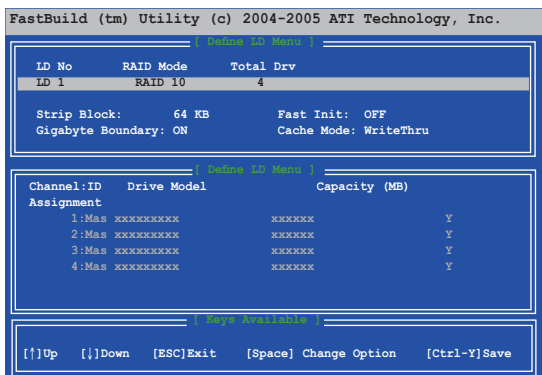 FastBuild (tm) Utility (c) 2004-2005 ATI Technology, Inc.
[ Define LD Menu ]
LD No RAID Mode Total Drv
LD 1 RAID 10 4
Strip Block: 64 KB Fast Init: OFF
Gigabyte Boundary: ON Cache Mode: WriteThru
[ Define LD Menu ]
Channel:ID Drive Model Capacity (MB)
Assignment
1:Mas xxxxxxxxx xxxxxx Y
2:Mas xxxxxxxxx xxxxxx Y
3:Mas xxxxxxxxx xxxxxx Y
4:Mas xxxxxxxxx xxxxxx Y
[ Keys Available ]
[↑]Up [↓]Down [ESC]Exit [Space] Change Option [Ctrl-Y]Save